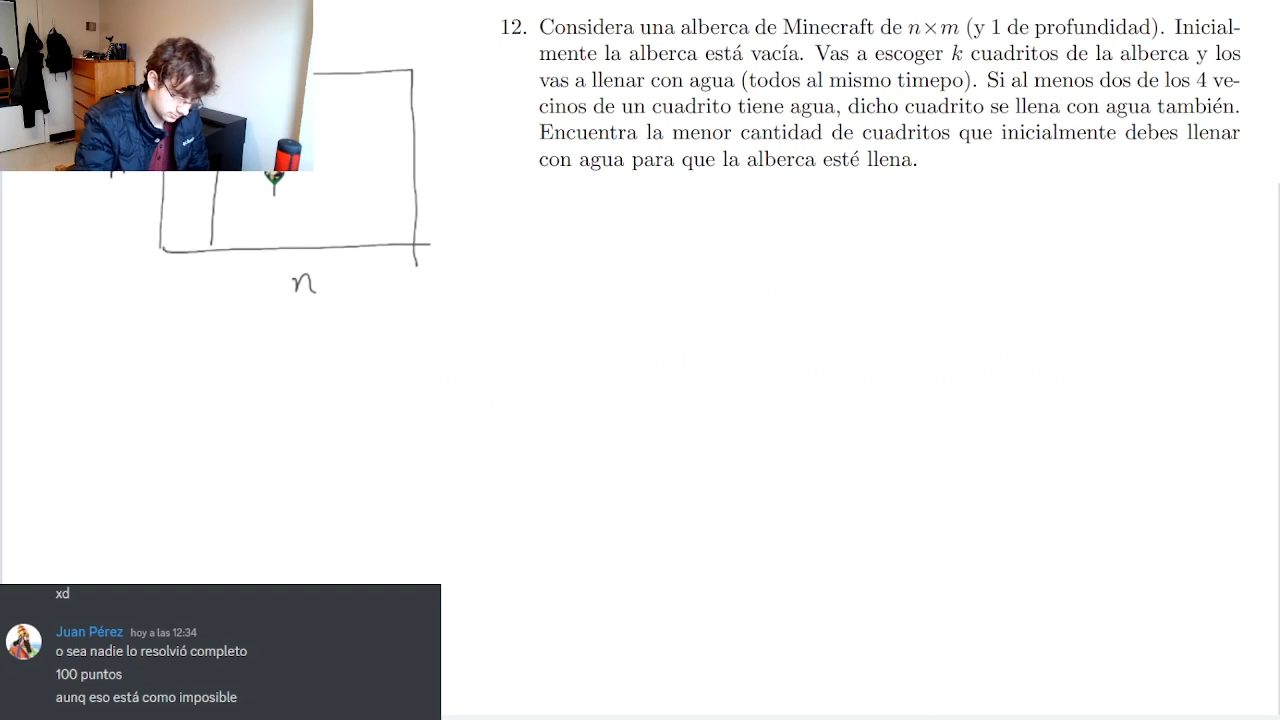 12. Considera una alberca de Minecraft de n×m (y 1 de profundidad). Inicial-
mente la alberca está vacía. Vas a escoger k cuadritos de la alberca y los
vas a llenar con agua (todos al mismo timepo). Si al menos dos de los 4 ve-
cinos de un cuadrito tiene agua, dicho cuadrito se llena con agua también.
Encuentra la menor cantidad de cuadritos que inicialmente debes llenar
con agua para que la alberca esté llena.
n
xd
Juan Pérez hoy a las 12:34
o sea nadie lo resolvió completo
100 puntos
aunq eso está como imposible